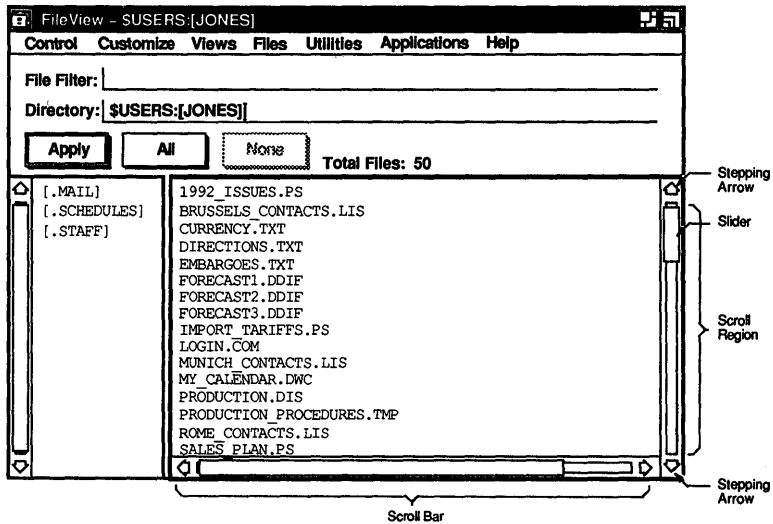 FileView – $USERS:[JONES]
Control Customize Views Files Utilities Applications Help
File Filter:
Directory: $USERS:[JONES]
Apply All None Total Files: 50
[.MAIL]
[.SCHEDULES]
[.STAFF]
1992_ISSUES.PS
BRUSSELS_CONTACTS.LIS
CURRENCY.TXT
DIRECTIONS.TXT
EMBARGOES.TXT
FORECAST1.DDIF
FORECAST2.DDIF
FORECAST3.DDIF
IMPORT_TARIFFS.PS
LOGIN.COM
MUNICH_CONTACTS.LIS
MY_CALENDAR.DWC
PRODUCTION.DIS
PRODUCTION_PROCEDURES.TMP
ROME_CONTACTS.LIS
SALES_PLAN.PS
Stepping
Arrow
Slider
Scroll
Region
Stepping
Arrow
Scroll Bar